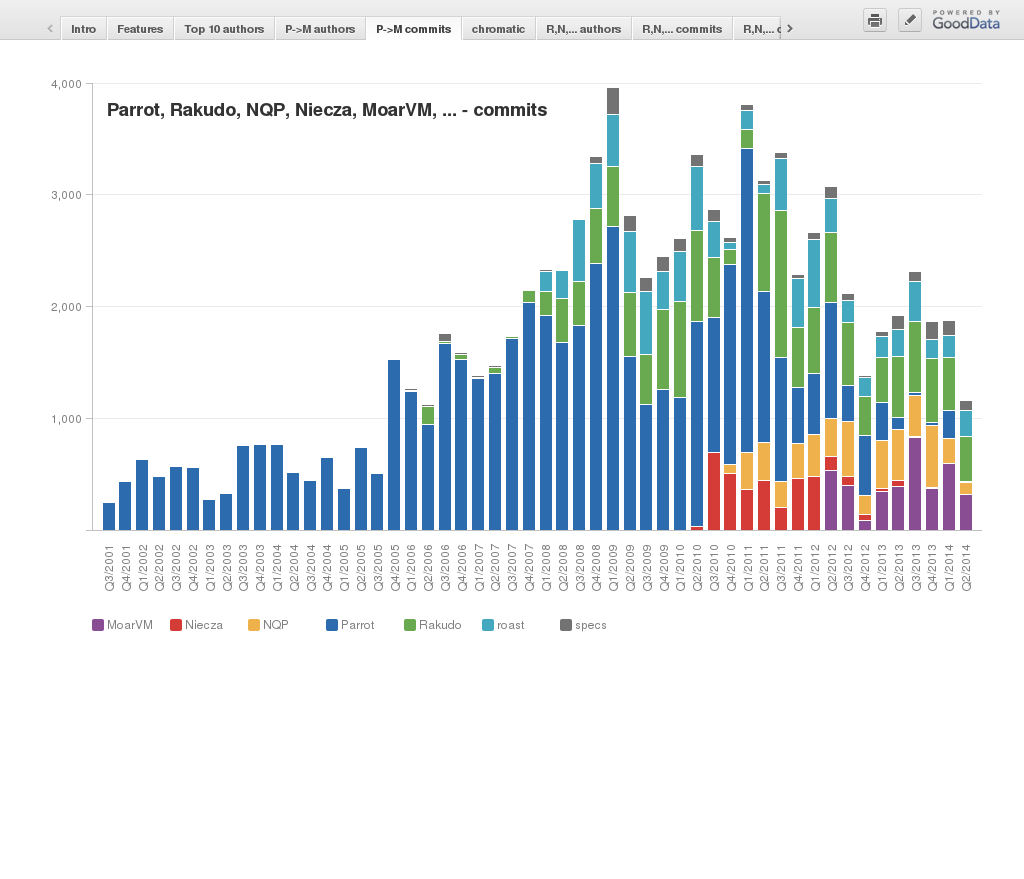 Intro Features Top 10 authors P->M authors P->M commits chromatic R,N,... authors R,N,... commits R,N,...
POWERED BY
GoodData
Parrot, Rakudo, NQP, Niecza, MoarVM, ... - commits
4,000
3,000
2,000
1,000
Q3/2001 Q4/2001 Q1/2002 Q2/2002 Q3/2002 Q4/2002 Q1/2003 Q2/2003 Q3/2003 Q4/2003 Q1/2004 Q2/2004 Q3/2004 Q4/2004 Q1/2005 Q2/2005 Q3/2005 Q4/2005 Q1/2006 Q2/2006 Q3/2006 Q4/2006 Q1/2007 Q2/2007 Q3/2007 Q4/2007 Q1/2008 Q2/2008 Q3/2008 Q4/2008 Q1/2009 Q2/2009 Q3/2009 Q4/2009 Q1/2010 Q2/2010 Q3/2010 Q4/2010 Q1/2011 Q2/2011 Q3/2011 Q4/2011 Q1/2012 Q2/2012 Q3/2012 Q4/2012 Q1/2013 Q2/2013 Q3/2013 Q4/2013 Q1/2014 Q2/2014
MoarVM Niecza NQP Parrot Rakudo roast specs